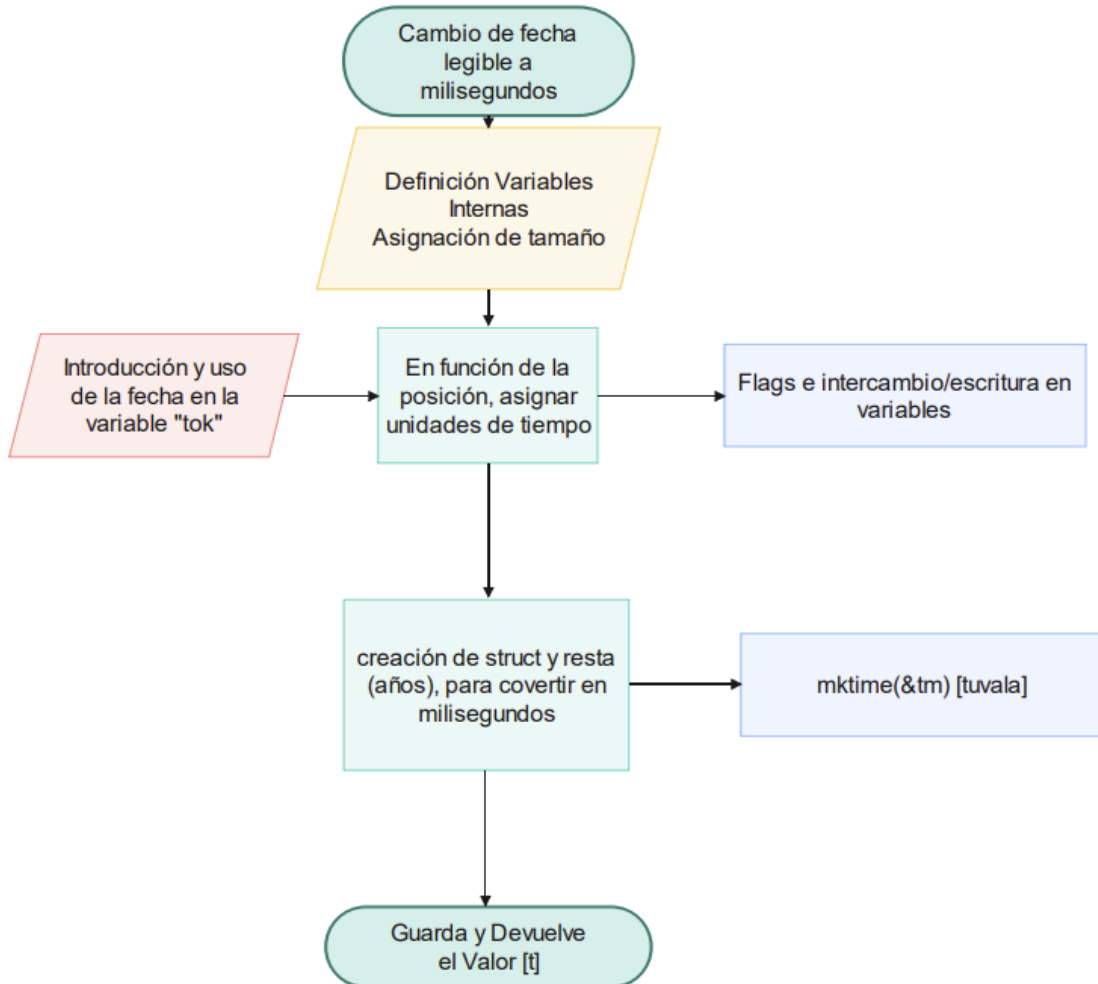 Cambio de fecha
legible a
milisegundos
Definición Variables
Internas
Asignación de tamaño
Introducción y uso
de la fecha en la
variable "tok"
En función de la
posición, asignar
unidades de tiempo
Flags e intercambio/escritura en
variables
creación de struct y resta
(años), para covertir en
milisegundos
mktime(&tm) [tuvala]
Guarda y Devuelve
el Valor [t]